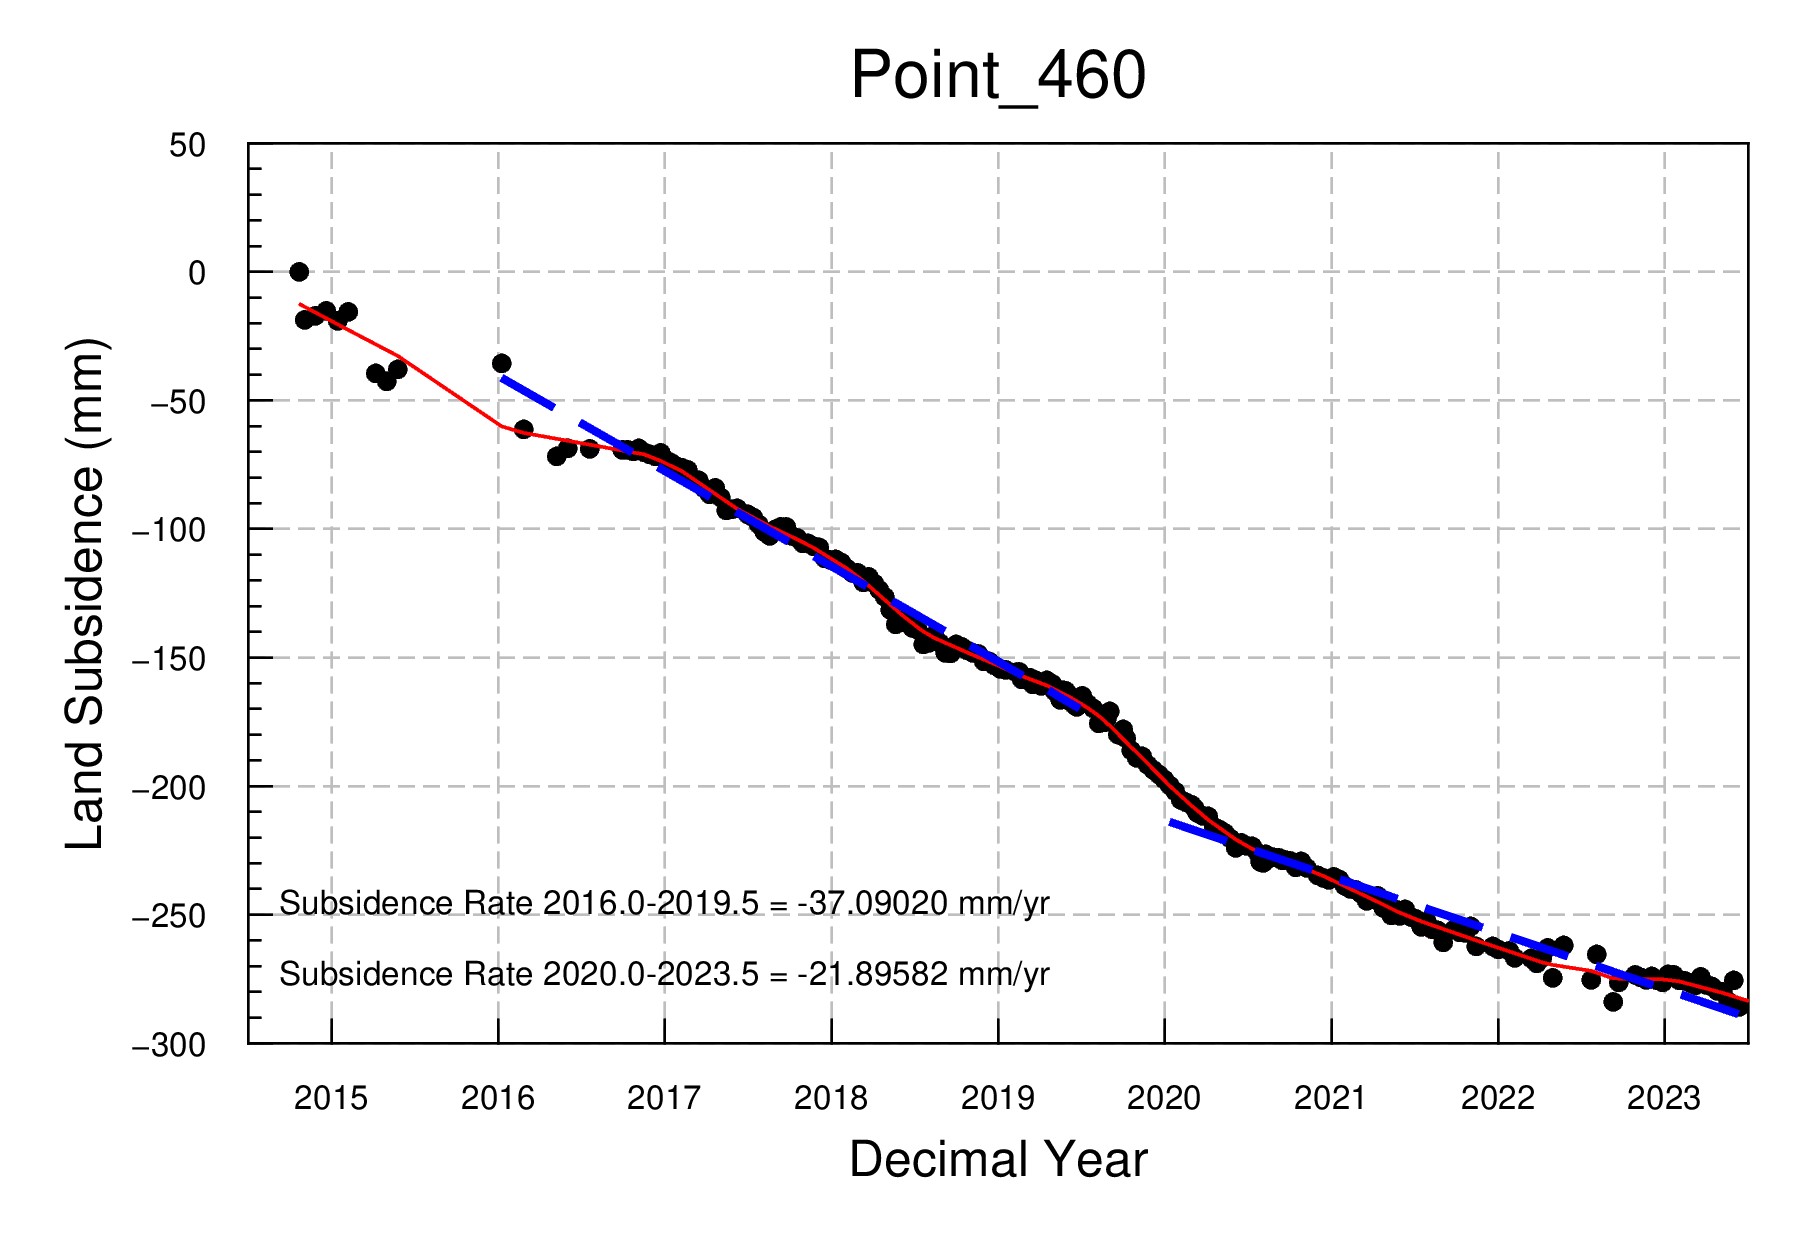 Point_460
50
0
−50
−100
−150
−200
−250
−300
Land Subsidence (mm)
Subsidence Rate 2016.0-2019.5 = -37.09020 mm/yr
Subsidence Rate 2020.0-2023.5 = -21.89582 mm/yr
2015 2016 2017 2018 2019 2020 2021 2022 2023
Decimal Year